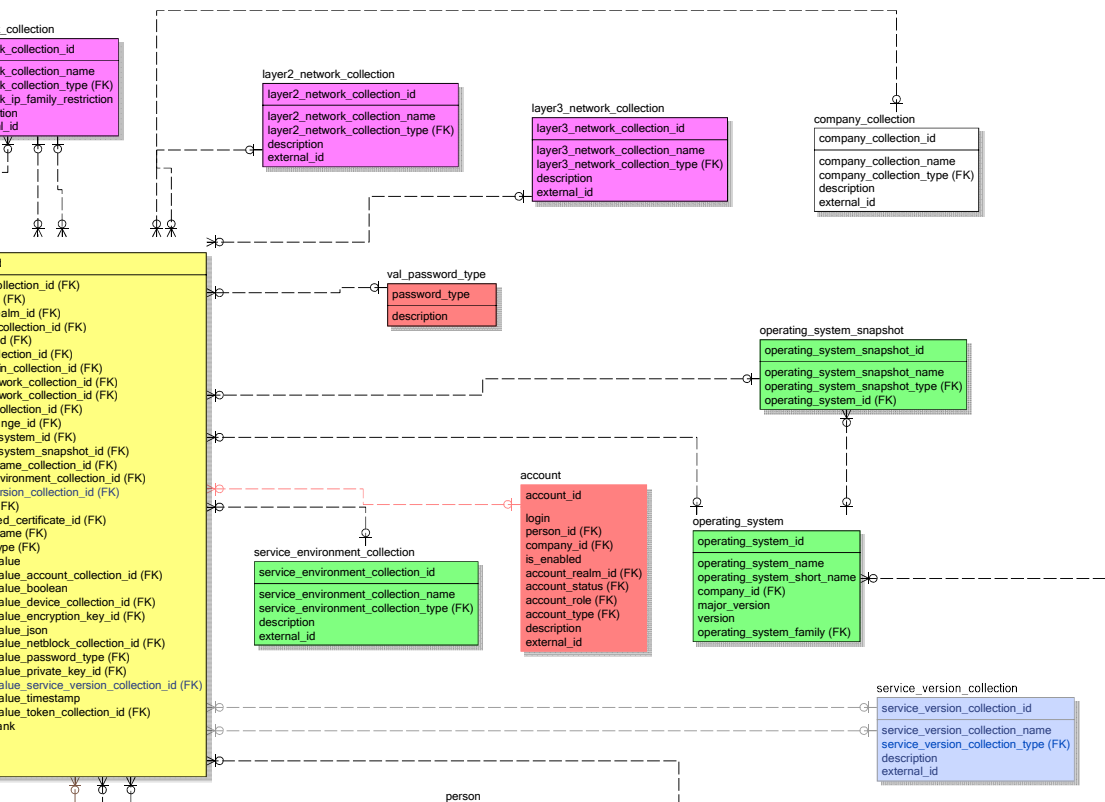 _collection
k_collection_id
k_collection_name
k_collection_type (FK)
k_ip_family_restriction
tion
l_id
layer2_network_collection
layer2_network_collection_id
layer2_network_collection_name
layer2_network_collection_type (FK)
description
external_id
layer3_network_collection
layer3_network_collection_id
layer3_network_collection_name
layer3_network_collection_type (FK)
description
external_id
company_collection
company_collection_id
company_collection_name
company_collection_type (FK)
description
external_id
ollection_id (FK)
(FK)
ealm_id (FK)
collection_id (FK)
d (FK)
lection_id (FK)
in_collection_id (FK)
work_collection_id (FK)
work_collection_id (FK)
ollection_id (FK)
nge_id (FK)
system_id (FK)
system_snapshot_id (FK)
ame_collection_id (FK)
vironment_collection_id (FK)
rsion_collection_id (FK)
FK)
ed_certificate_id (FK)
ame (FK)
ype (FK)
alue
alue_account_collection_id (FK)
alue_boolean
alue_device_collection_id (FK)
alue_encryption_key_id (FK)
alue_json
alue_netblock_collection_id (FK)
alue_password_type (FK)
alue_private_key_id (FK)
alue_service_version_collection_id (FK)
alue_timestamp
alue_token_collection_id (FK)
ank
val_password_type
password_type
description
operating_system_snapshot
operating_system_snapshot_id
operating_system_snapshot_name
operating_system_snapshot_type (FK)
operating_system_id (FK)
account
account_id
login
person_id (FK)
company_id (FK)
is_enabled
account_realm_id (FK)
account_status (FK)
account_role (FK)
account_type (FK)
description
external_id
service_environment_collection
service_environment_collection_id
service_environment_collection_name
service_environment_collection_type (FK)
description
external_id
operating_system
operating_system_id
operating_system_name
operating_system_short_name
company_id (FK)
major_version
version
operating_system_family (FK)
service_version_collection
service_version_collection_id
service_version_collection_name
service_version_collection_type (FK)
description
external_id
person